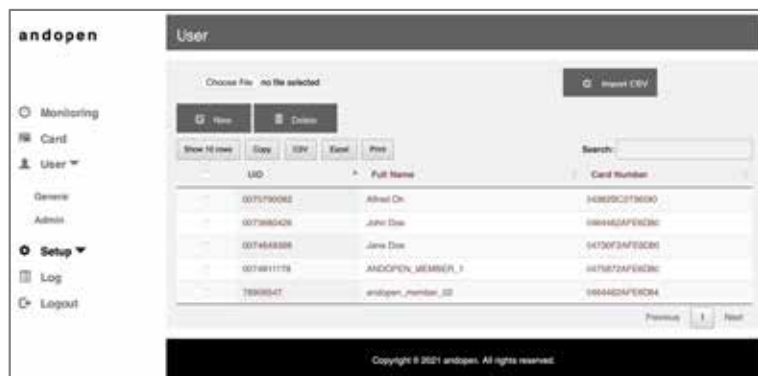 andopen
User
Choose File no file selected
Import CSV
Monitoring
Card
User
General
Admin
Setup
Log
Logout
New
Delete
Show 10 rows
Copy
CSV
Excel
Print
Search:
UID
Full Name
Card Number
Alfred Oh
John Doe
Jane Doe
ANDOPEN_MEMBER_1
andopen_member_02
Previous
1
Next
Copyright © 2021 andopen. All rights reserved.